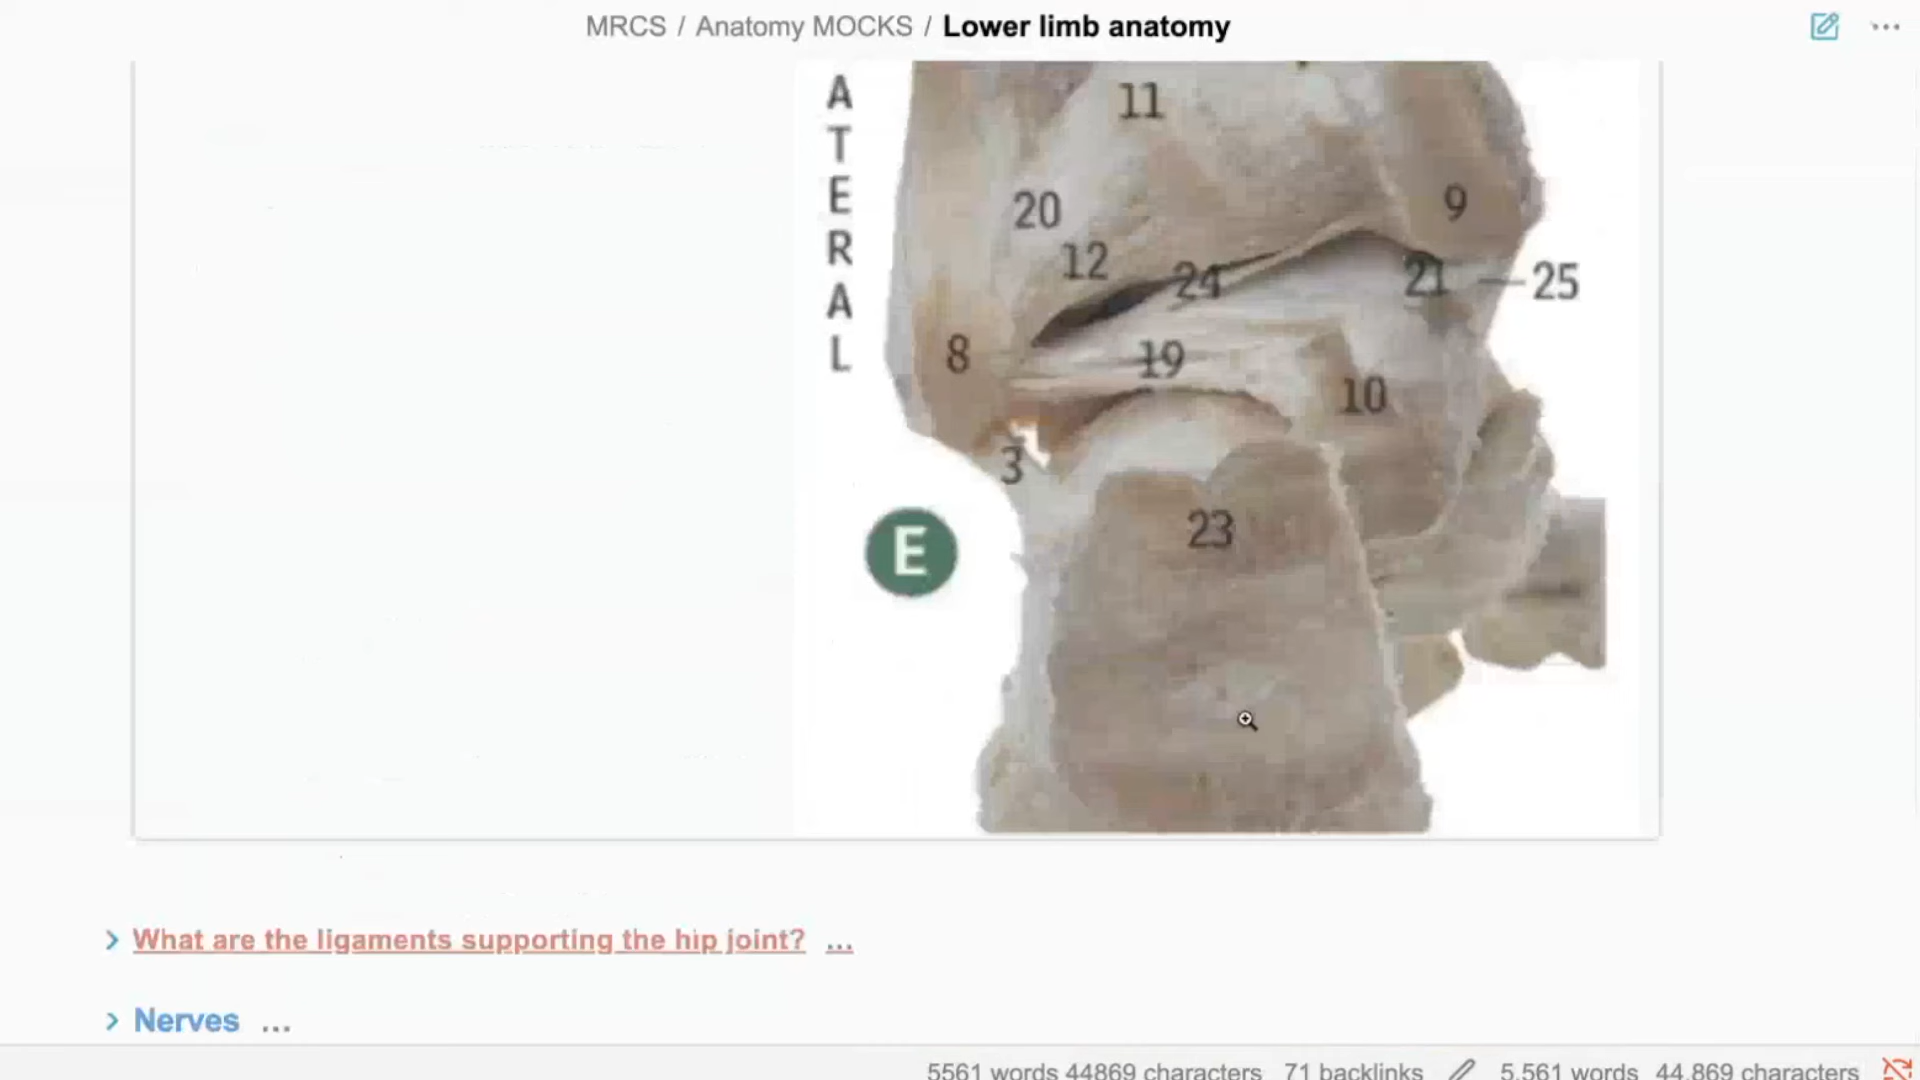 MRCS / Anatomy MOCKS / Lower limb anatomy
A
T
E
R
A
L
11
20
9
12
24
21
25
8
19
10
3
23
E
What are the ligaments supporting the hip joint? ...
Nerves ...
5561 words 44869 characters 71 backlinks 5,561 words 44,869 characters